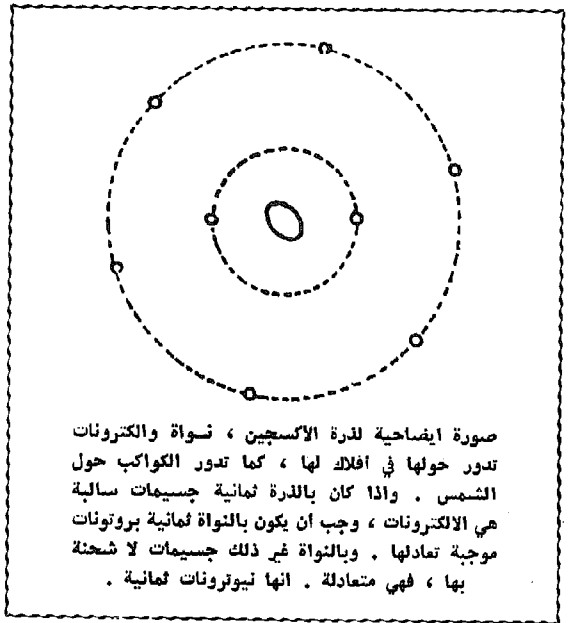 صورة ايضاحية لذرة الاكسجين ، نواة والكترونات
تدور حولها في أفلاك لها ، كما تدور الكواكب حول
الشمس . واذا كان بالذرة ثمانية جسيمات سالبة
هي الالكترونات ، وجب أن يكون بالنواة ثمانية بروتونات
موجبة تعادلها . وبالنواة غير ذلك جسيمات لا شحنة
بها ، فهي متعادلة . انها نيوترونات ثمانية .